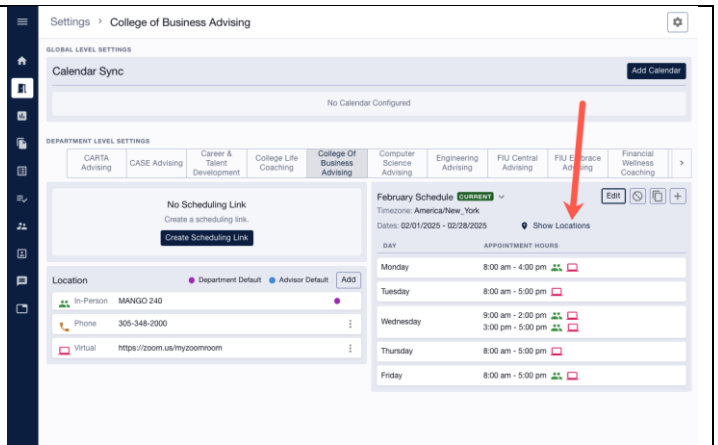 Settings > College of Business Advising
GLOBAL LEVEL SETTINGS
Calendar Sync
Add Calendar
No Calendar Configured
DEPARTMENT LEVEL SETTINGS
CARTA
Advising
CASE Advising
Career &
Talent
Development
College Life
Coaching
College Of
Business
Advising
Computer
Science
Advising
Engineering
Advising
FIU Central
Advising
FIU Embrace
Advising
Financial
Wellness
Coaching
No Scheduling Link
Create a scheduling link.
Create Scheduling Link
Location
Department Default
Advisor Default
Add
In-Person MANGO 240
Phone 305-348-2000
Virtual https://zoom.us/myzoomroom
February Schedule CURRENT
Edit
Timezone: America/New_York
Dates: 02/01/2025 - 02/28/2025
Show Locations
DAY APPOINTMENT HOURS
Monday 8:00 am - 4:00 pm
Tuesday 8:00 am - 5:00 pm
Wednesday 9:00 am - 2:00 pm
3:00 pm - 5:00 pm
Thursday 8:00 am - 5:00 pm
Friday 8:00 am - 5:00 pm